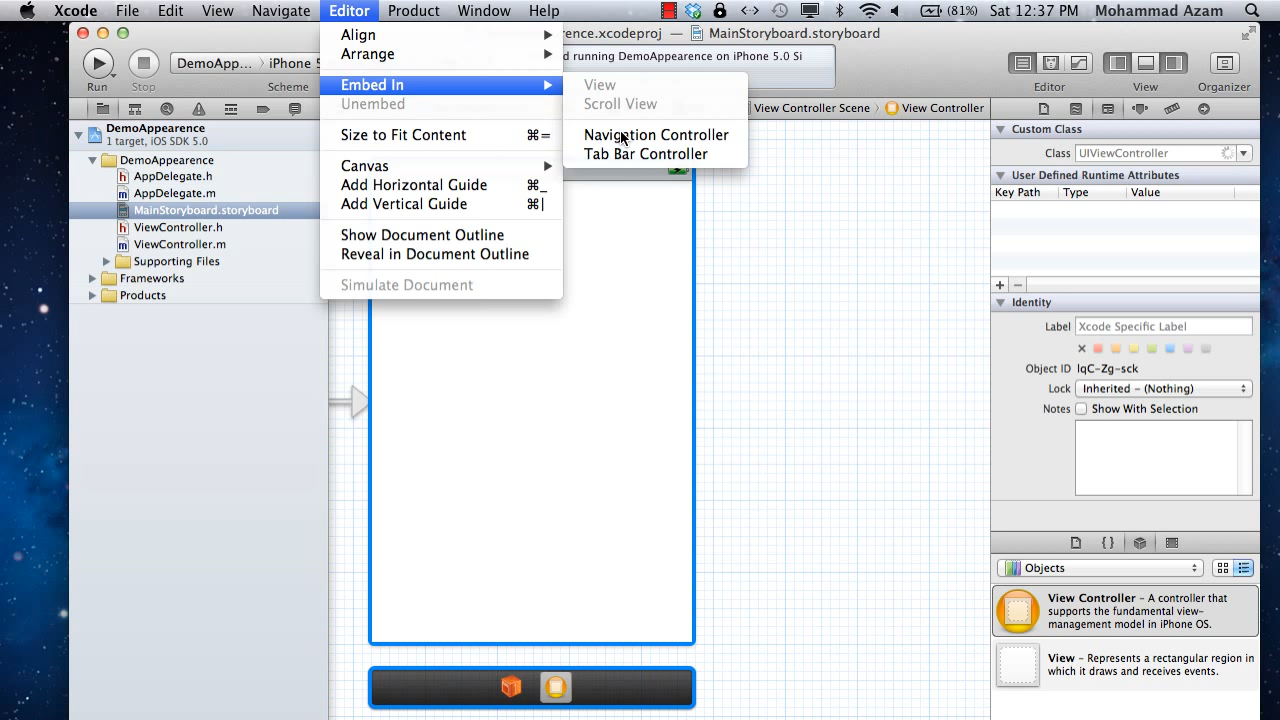 Xcode File Edit View Navigate Editor Product Window Help (81%) Sat 12:37 PM Mohammad Azam
rence.xcodeproj — MainStoryboard.storyboard
DemoApp... iPhone 5
d running DemoAppearence on iPhone 5.0 Si
Run Stop Scheme Editor View Organizer
View Controller Scene View Controller
Align
Arrange
Embed In
Unembed
Size to Fit Content ⌘=
Canvas
Add Horizontal Guide ⌘_
Add Vertical Guide ⌘|
Show Document Outline
Reveal in Document Outline
Simulate Document
View
Scroll View
Navigation Controller
Tab Bar Controller
DemoAppearence
1 target, iOS SDK 5.0
DemoAppearence
AppDelegate.h
AppDelegate.m
MainStoryboard.storyboard
ViewController.h
ViewController.m
Supporting Files
Frameworks
Products
Custom Class
Class UIViewController
User Defined Runtime Attributes
Key Path Type Value
Identity
Label Xcode Specific Label
Object ID IqC-Zg-sck
Lock Inherited - (Nothing)
Notes Show With Selection
Objects
View Controller - A controller that
supports the fundamental view-
management model in iPhone OS.
View - Represents a rectangular region in
which it draws and receives events.